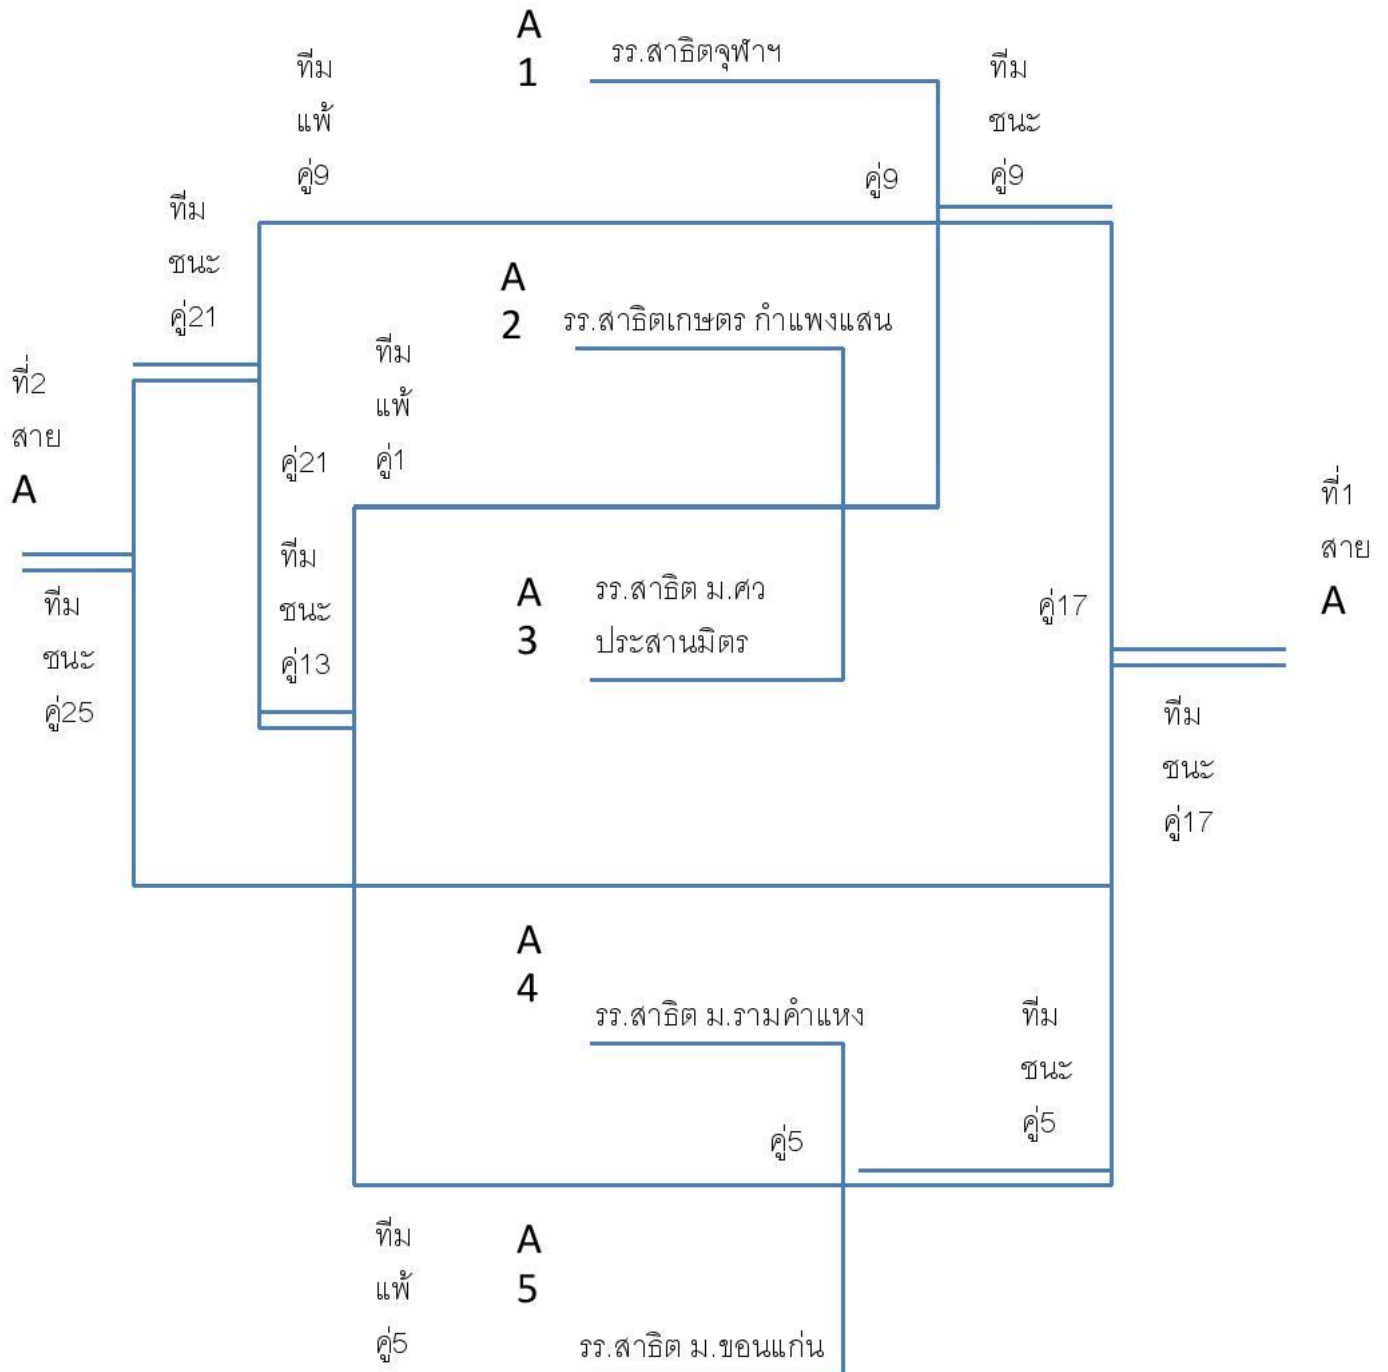 A
1
รร.สาธิตจุฬาฯ
ทีม
แพ้
คู่9
ทีม
ชนะ
คู่9
คู่9
ทีม
ชนะ
คู่21
A
2
รร.สาธิตเกษตร กำแพงแสน
ทีม
แพ้
คู่1
ที่2
สาย
A
คู่21
ที่1
สาย
A
ทีม
ชนะ
คู่13
A
3
รร.สาธิต ม.ศว
ประสานมิตร
คู่17
ทีม
ชนะ
คู่25
ทีม
ชนะ
คู่17
A
4
รร.สาธิต ม.รามคำแหง
ทีม
ชนะ
คู่5
คู่5
ทีม
แพ้
คู่5
A
5
รร.สาธิต ม.ขอนแก่น